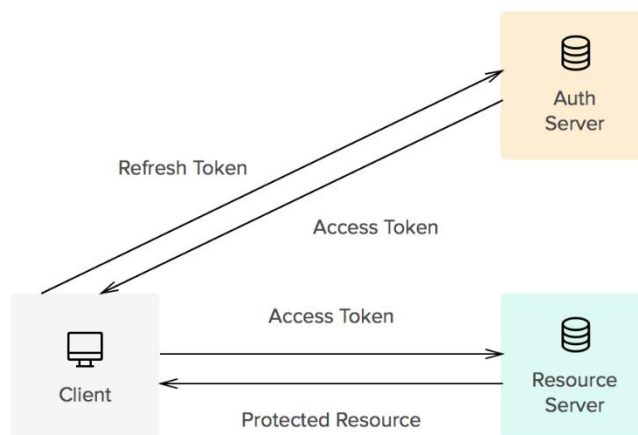 Auth
Server
Refresh Token
Access Token
Access Token
Client
Resource
Server
Protected Resource